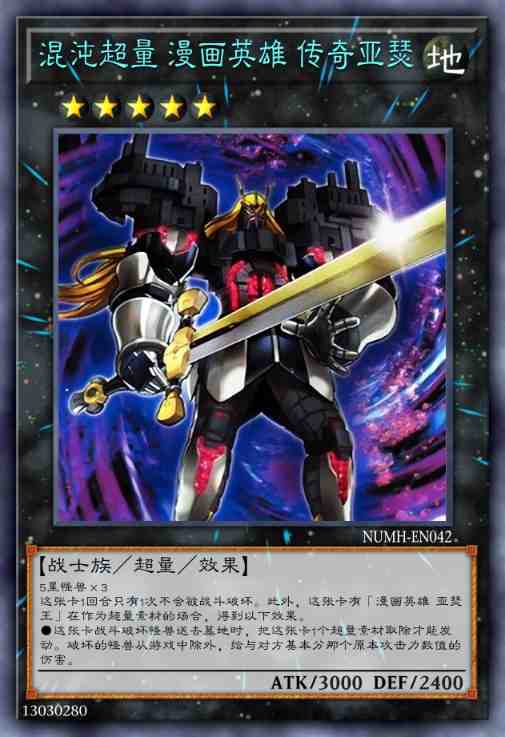 混沌超量 漫画英雄 传奇亚瑟
地
NUMH-EN042
【战士族／超量／效果】
5星怪兽×3
这张卡1回合只有1次不会被战斗破坏。此外，这张卡有「漫画英雄 亚瑟
王」在作为超量素材的场合，得到以下效果。
●这张卡战斗破坏怪兽送去墓地时，把这张卡1个超量素材取除才能发
动。破坏的怪兽从游戏中除外，给与对方基本分那个原本攻击力数值的
伤害。
ATK/3000 DEF/2400
13030280